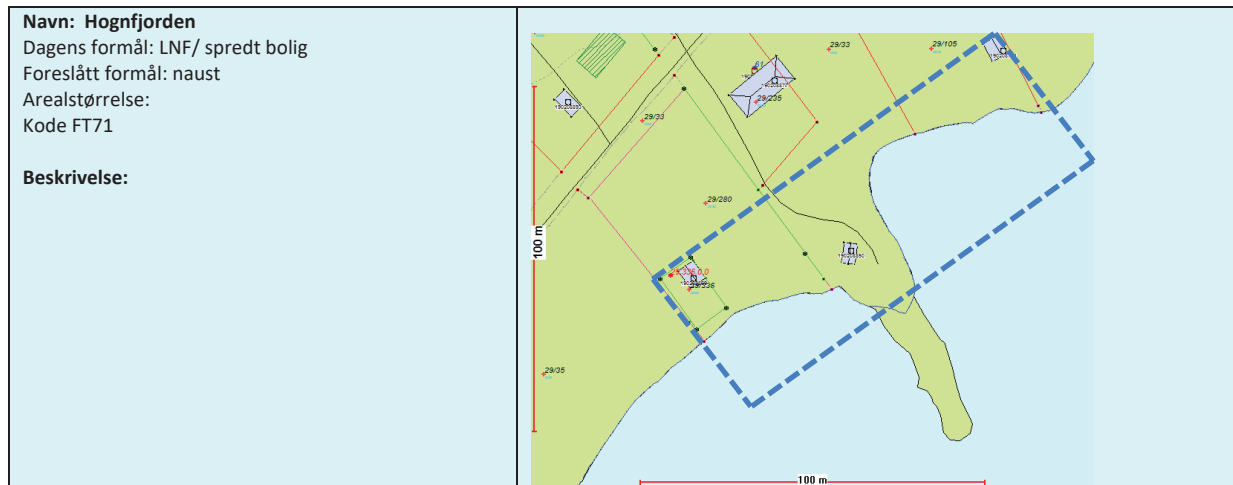 Navn: Hognfjorden
Dagens formål: LNF/ spredt bolig
Foreslått formål: naust
Arealstørrelse:
Kode FT71
Beskrivelse:
29/33
29/105
61
29/235
29/33
29/280
100 m
29/336
29/35
100 m